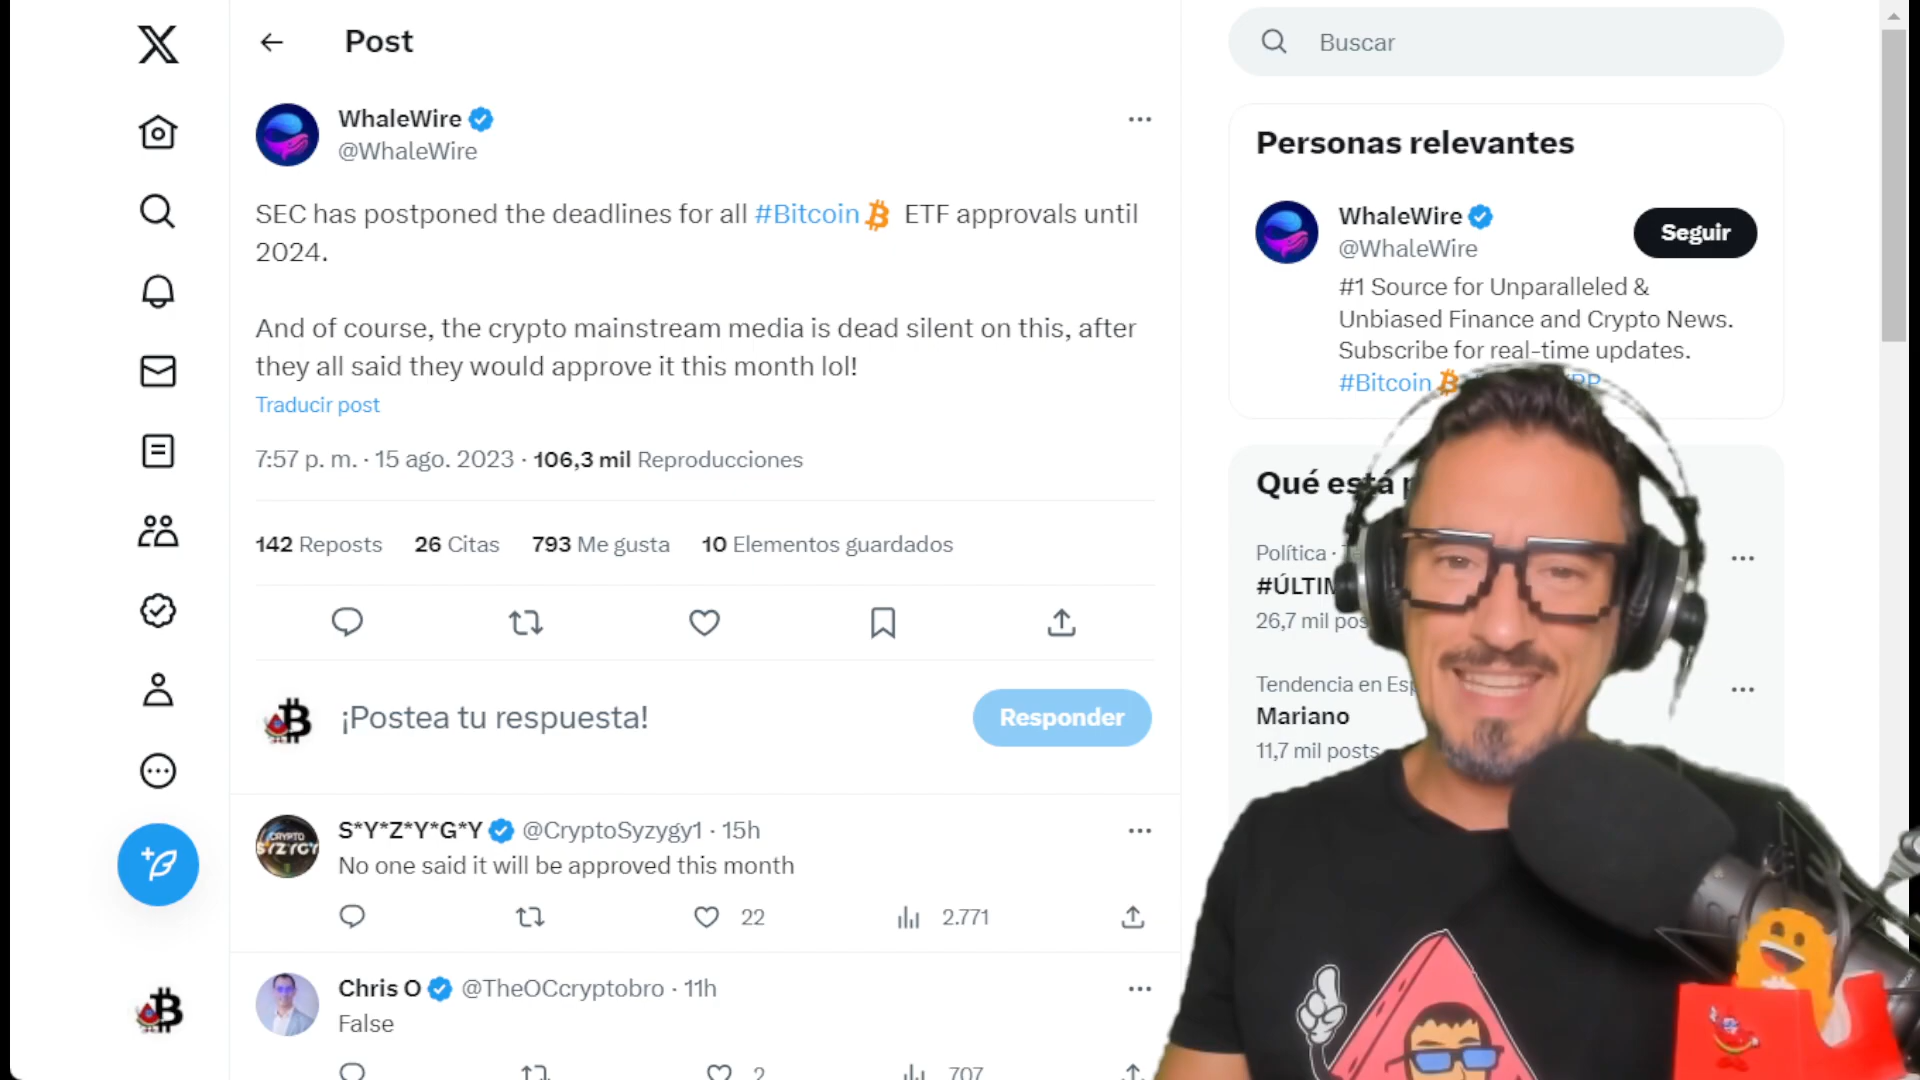 Post
Buscar
WhaleWire
@WhaleWire
SEC has postponed the deadlines for all #Bitcoin ETF approvals until
2024.
And of course, the crypto mainstream media is dead silent on this, after
they all said they would approve it this month lol!
Traducir post
7:57 p. m. · 15 ago. 2023 · 106,3 mil Reproducciones
142 Reposts 26 Citas 793 Me gusta 10 Elementos guardados
¡Postea tu respuesta!
Responder
S*Y*Z*Y*G*Y @CryptoSyzygy1 · 15h
No one said it will be approved this month
22 2.771
CRYPTO
SYZYGY
Chris O @TheOCcryptobro · 11h
False
2 707
Personas relevantes
WhaleWire
@WhaleWire
Seguir
#1 Source for Unparalleled &
Unbiased Finance and Crypto News.
Subscribe for real-time updates.
#Bitcoin
Qué está
Política ·
26,7 mil
Tendencia en
Mariano
11,7 mil posts